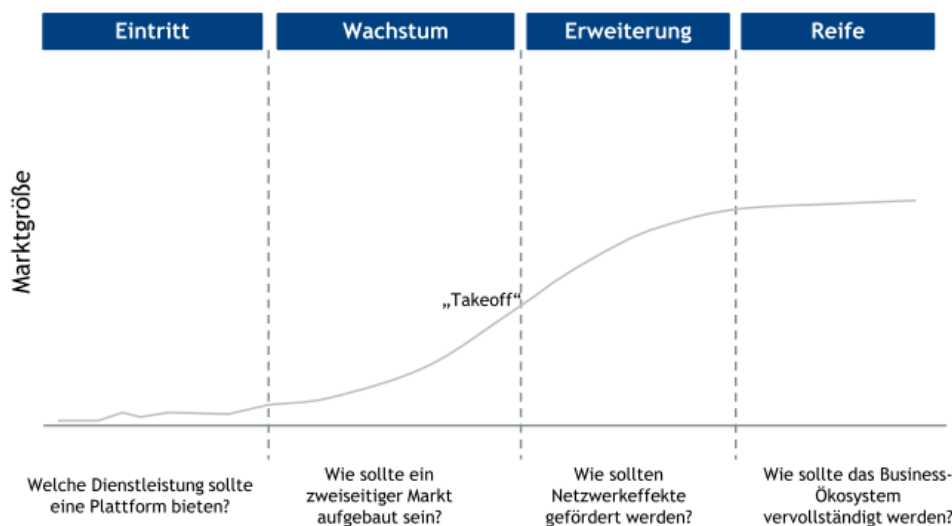 Eintritt
Wachstum
Erweiterung
Reife
Marktgröße
„Takeoff“
Welche Dienstleistung sollte
eine Plattform bieten?
Wie sollte ein
zweiseitiger Markt
aufgebaut sein?
Wie sollten
Netzwerkeffekte
gefördert werden?
Wie sollte das Business-
Ökosystem
vervollständigt werden?